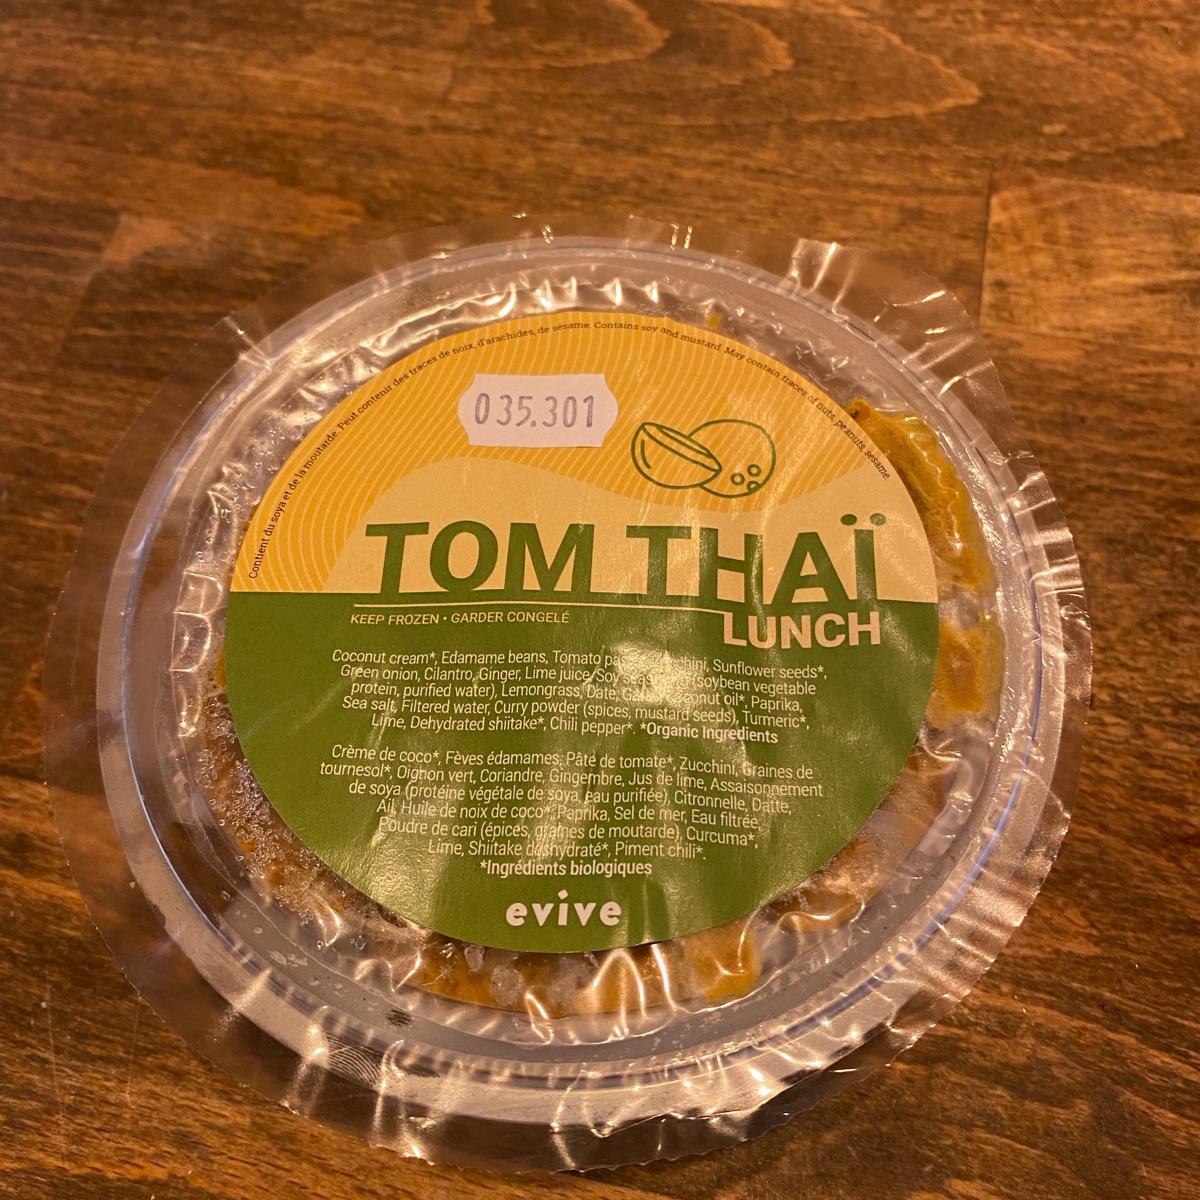 Contient du soya et de la moutarde. Peut contenir des traces de noix, d'arachides, de sésame. Contains soy and mustard. May contain traces of nuts, peanuts, sesame.
035.301
TOM THAÏ
KEEP FROZEN • GARDER CONGELÉ
LUNCH
Coconut cream*, Edamame beans, Tomato Sunflower seeds*,
Green onion, Cilantro, Ginger, Lime juice, Soy (soybean vegetable
protein, purified water), Lemongrass, Date, oil*, Paprika,
Sea salt, Filtered water, Curry powder (spices, mustard seeds), Turmeric*,
Lime, Dehydrated shiitake*, Chili pepper*. *Organic Ingredients
Crème de coco*, Fèves édamames, Pâte de tomate*, Zucchini, Graines de
tournesol*, Oignon vert, Coriandre, Gingembre, Jus de lime, Assaisonnement
de soya (protéine végétale de soya, eau purifiée), Citronnelle, Datte,
Ail, Huile de noix de coco*, Paprika, Sel de mer, Eau filtrée,
Poudre de cari (épices, graines de moutarde), Curcuma*,
Lime, Shiitake déshydraté*, Piment chili*.
*Ingrédients biologiques
evive